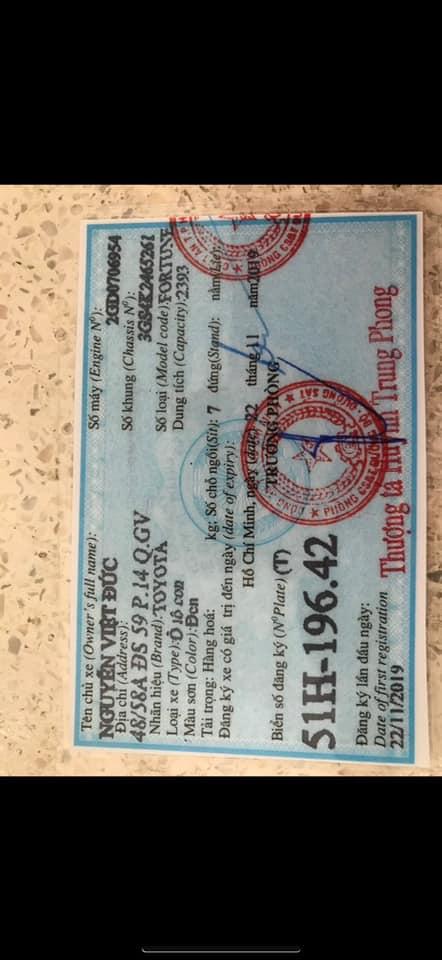 Tên chủ xe (Owner's full name):
NGUYỄN VIỆT ĐỨC
Địa chỉ (Address):
48/58A ĐS 59 P.14 Q.GV
Nhãn hiệu (Brand): TOYOTA
Loại xe (Type): Ô tô con
Màu sơn (Color): Đen
Tải trọng: Hàng hoá:
Số máy (Engine Nº):
2GD0706954
Số khung (Chassis Nº):
Số loại (Model code): FORTUNE
Dung tích (Capacity): 2393
kg; Số chỗ ngồi(Sit): 7 đứng(Stand): nằm(Lie):
Đăng ký xe có giá trị đến ngày (date of expiry):
Hồ Chí Minh, ngày (date) 22 tháng 11 năm 2019
TRƯỞNG PHÒNG
Biển số đăng ký (Nº Plate) (T)
51H-196.42
Đăng ký lần đầu ngày:
Date of first registration
22/11/2019
Thượng tá Trung Phong